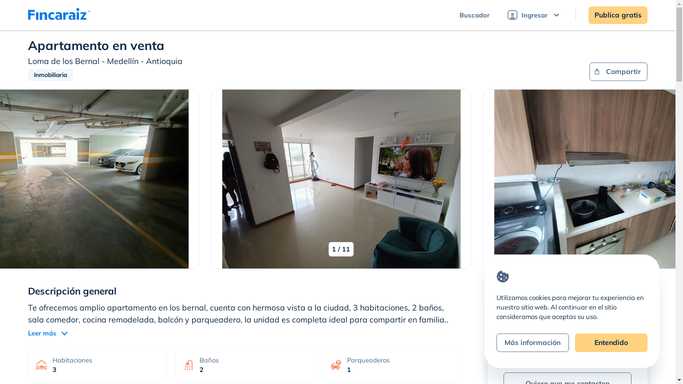 Fincaraiz
Buscador
Ingresar
Publica gratis
Apartamento en venta
Loma de los Bernal - Medellín - Antioquia
Inmobiliaria
Compartir
1 / 11
Descripción general
Te ofrecemos amplio apartamento en los bernal, cuenta con hermosa vista a la ciudad, 3 habitaciones, 2 baños,
sala comedor, cocina remodelada, balcón y parqueadero. la unidad es completa ideal para compartir en familia..
Leer más
Habitaciones
3
Baños
2
Parqueaderos
1
Utilizamos cookies para mejorar tu experiencia en
nuestro sitio web. Al continuar en el sitio
consideramos que aceptas su uso.
Más información
Entendido
Quiero que me contacten